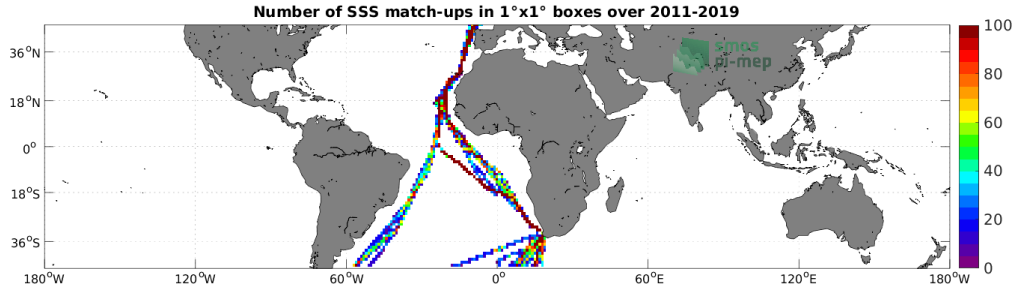 Number of SSS match-ups in 1°x1° boxes over 2011-2019
36°N
18°N
0°
18°S
36°S
180°W
120°W
60°W
0°
60°E
120°E
180°W
100
80
60
40
20
0
smos
pi-mep